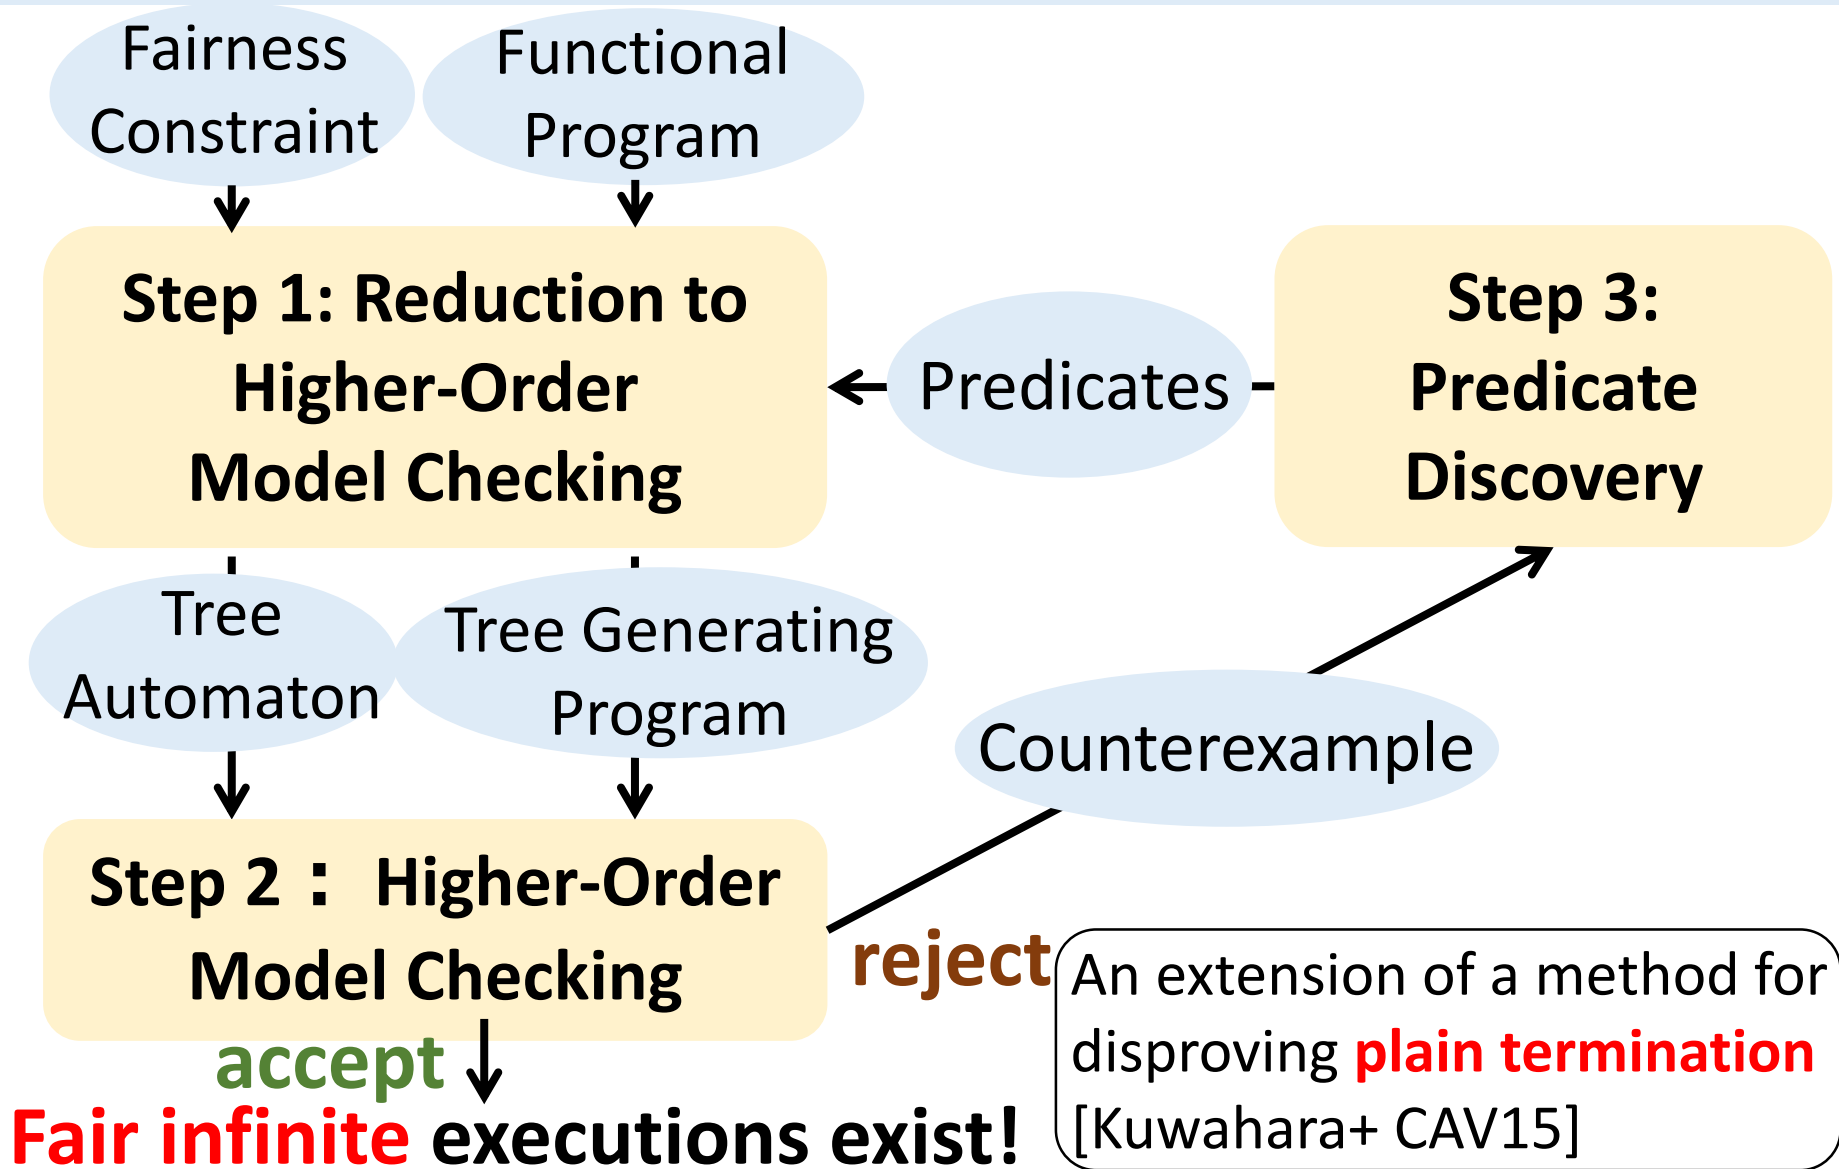 Fairness
Constraint
Functional
Program
Step 1: Reduction to
Higher-Order
Model Checking
Predicates
Step 3:
Predicate
Discovery
Tree
Automaton
Tree Generating
Program
Counterexample
Step 2： Higher-Order
Model Checking
reject
accept
Fair infinite executions exist!
An extension of a method for
disproving plain termination
[Kuwahara+ CAV15]